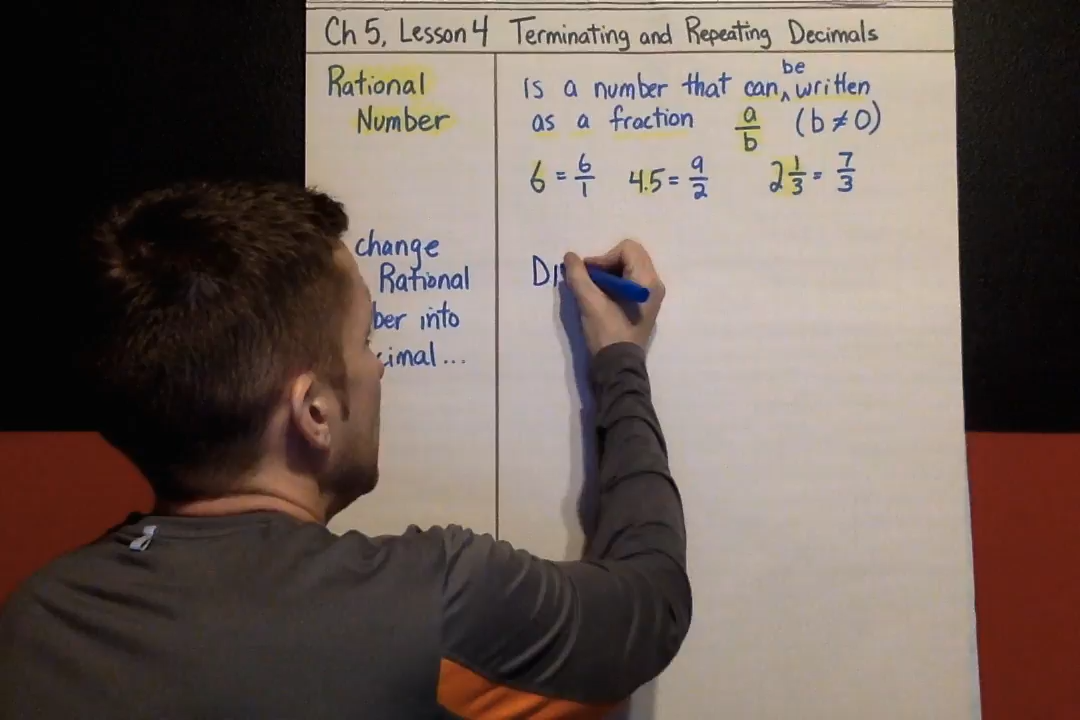 Ch 5, Lesson 4 Terminating and Repeating Decimals
Rational
Number
is a number that can be written
as a fraction a/b (b ≠ 0)
6 = 6/1 4.5 = 9/2 2 1/3 = 7/3
change
Rational
ber into
cimal...
Di